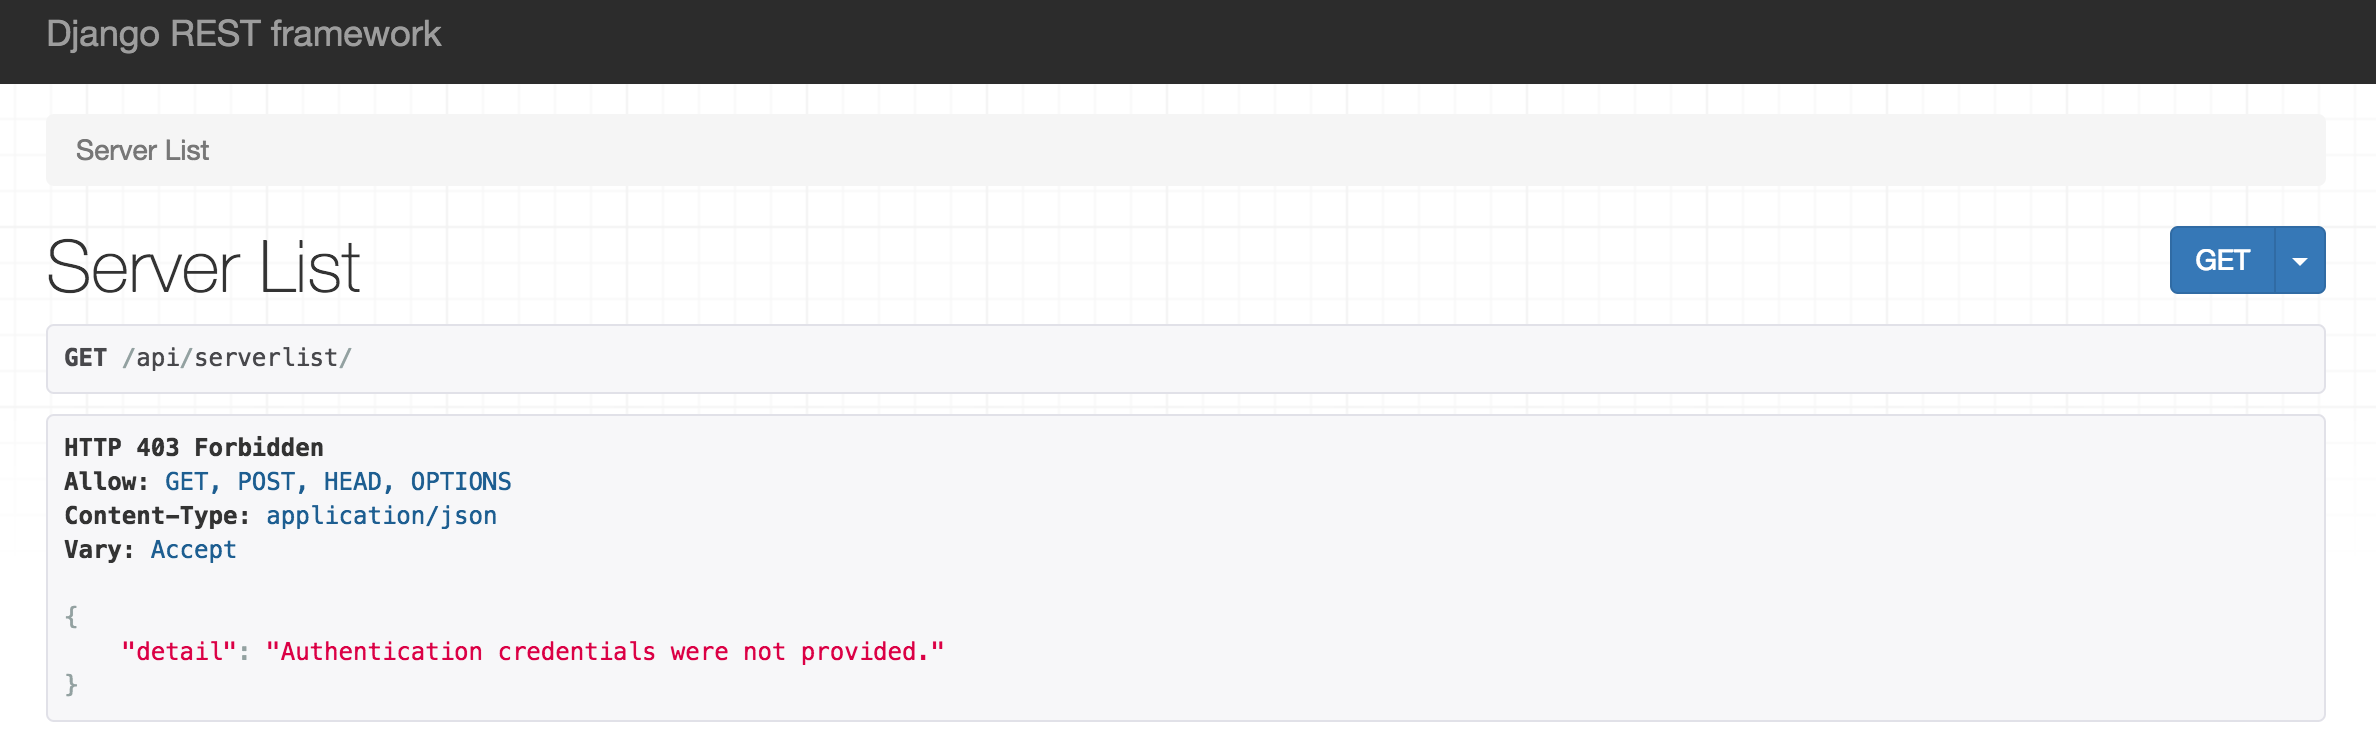 Django REST framework
Server List
Server List
GET
GET /api/serverlist/
HTTP 403 Forbidden
Allow: GET, POST, HEAD, OPTIONS
Content-Type: application/json
Vary: Accept
{
"detail": "Authentication credentials were not provided."
}